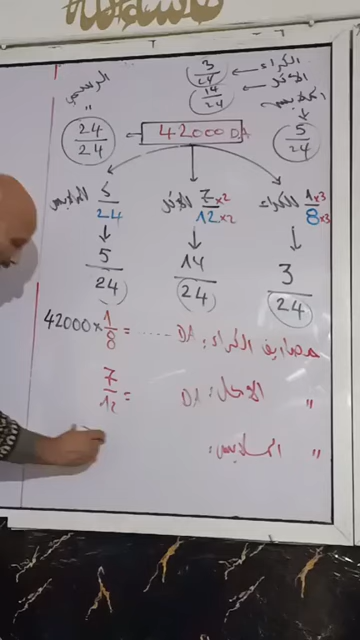 3/24 ← الكراء
14/24 ← الأكل
الملابس
5/24
24/24 = 42000 DA
الملابس 5/24
الأكل 7×2/12×2
الكراء 1×3/8×3
5/24
14/24
3/24
مصاريف الكراء: DA ...... = 42000 × 1/8
" الأكل: DA = 7/12
" الملابس: